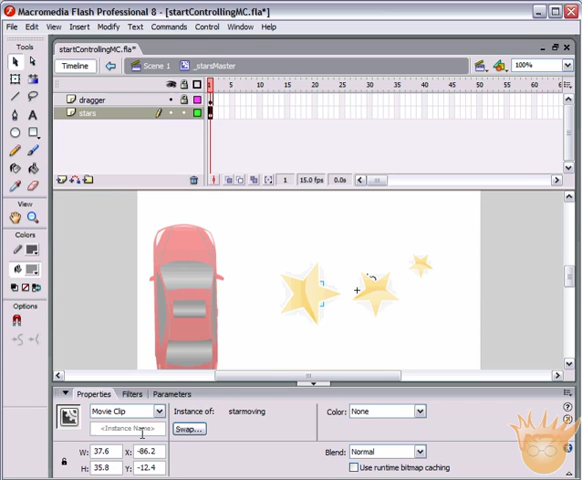 Macromedia Flash Professional 8 - [startControllingMC.fla*]
File Edit View Insert Modify Text Commands Control Window Help
Tools
View
Colors
Options
startControllingMC.fla*
Timeline Scene 1 _starsMaster 100%
1 5 10 15 20 25 30 35 40 45 50 55 60 65
dragger
stars
1 15.0 fps 0.0s
Properties Filters Parameters
Movie Clip Instance of: starmoving Color: None
<Instance Name> Swap...
W: 37.6 X: -86.2 Blend: Normal
H: 35.8 Y: -12.4 Use runtime bitmap caching